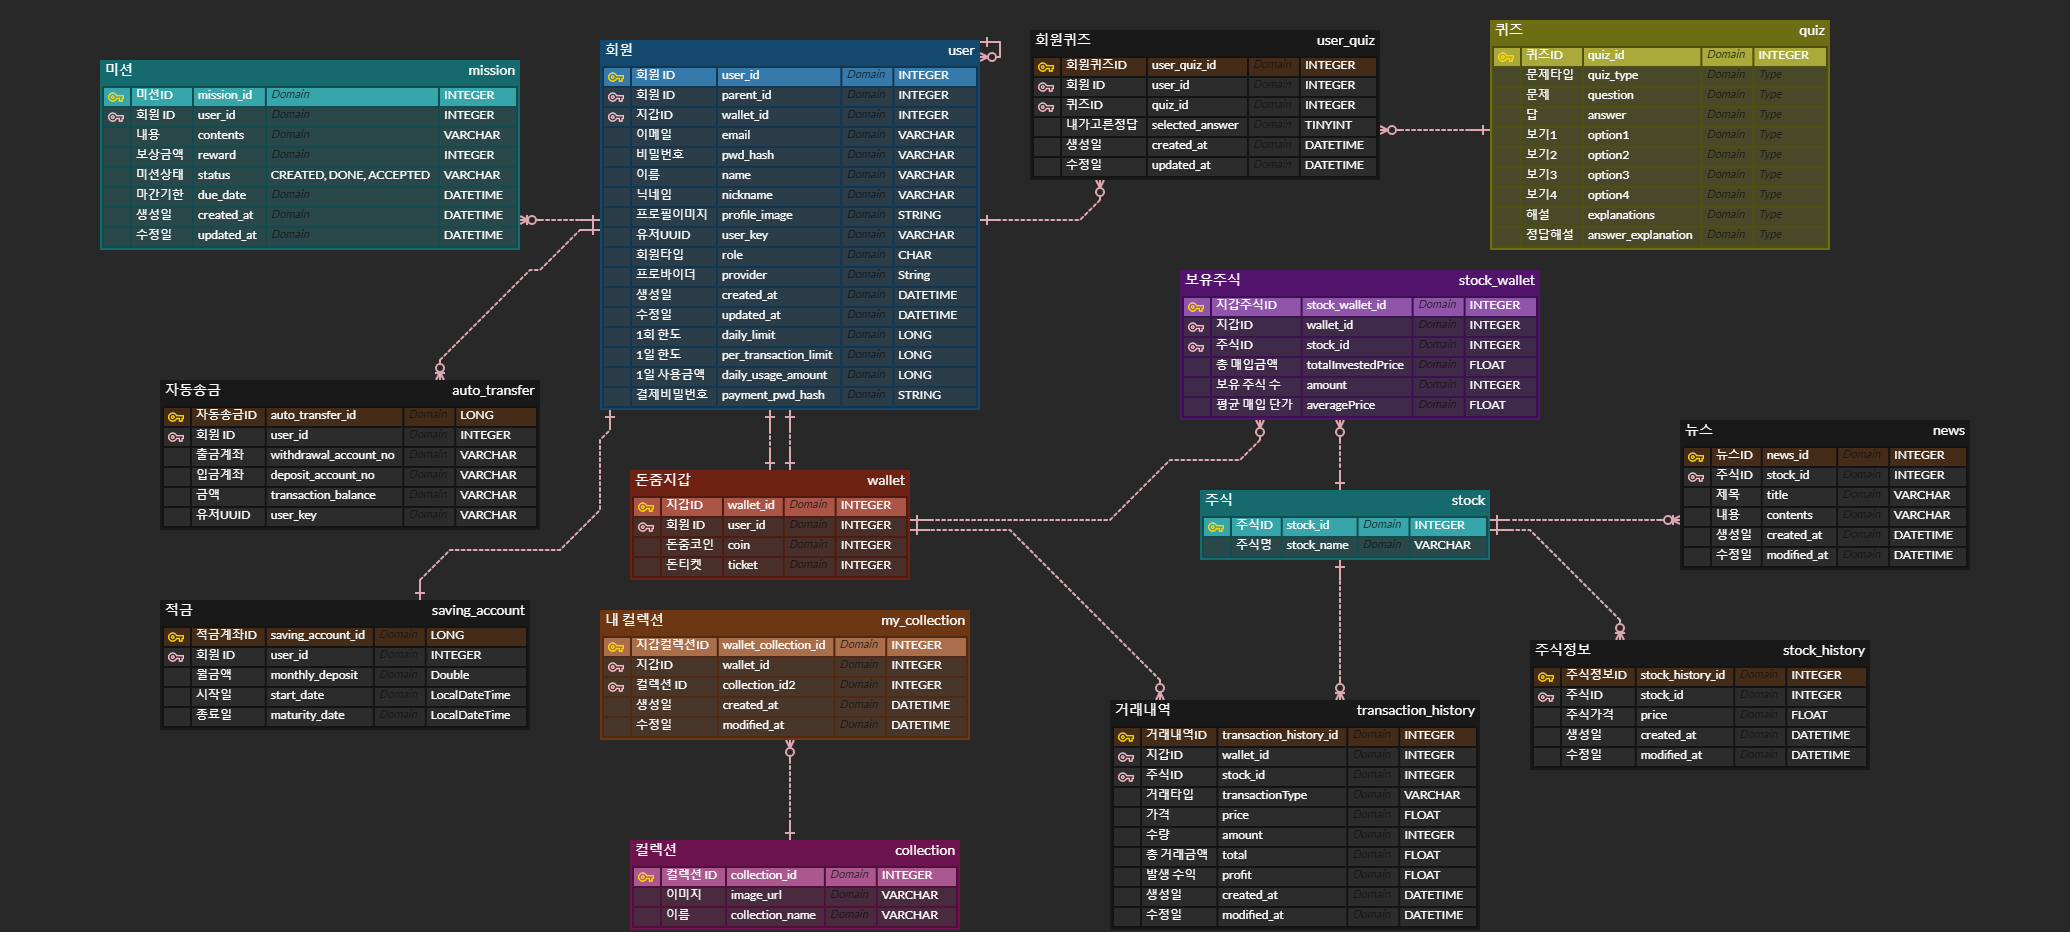 미션 mission
미션ID mission_id Domain INTEGER
회원 ID user_id Domain INTEGER
내용 contents Domain VARCHAR
보상금액 reward Domain INTEGER
미션상태 status CREATED, DONE, ACCEPTED VARCHAR
마간기한 due_date Domain DATETIME
생성일 created_at Domain DATETIME
수정일 updated_at Domain DATETIME
회원 user
회원 ID user_id Domain INTEGER
회원 ID parent_id Domain INTEGER
지갑ID wallet_id Domain INTEGER
이메일 email Domain VARCHAR
비밀번호 pwd_hash Domain VARCHAR
이름 name Domain VARCHAR
닉네임 nickname Domain VARCHAR
프로필이미지 profile_image Domain STRING
유저UUID user_key Domain VARCHAR
회원타입 role Domain CHAR
프로바이더 provider Domain String
생성일 created_at Domain DATETIME
수정일 updated_at Domain DATETIME
1회 한도 daily_limit Domain LONG
1일 한도 per_transaction_limit Domain LONG
1일 사용금액 daily_usage_amount Domain LONG
결제비밀번호 payment_pwd_hash Domain STRING
회원퀴즈 user_quiz
회원퀴즈ID user_quiz_id Domain INTEGER
회원 ID user_id Domain INTEGER
퀴즈ID quiz_id Domain INTEGER
내가고른정답 selected_answer Domain TINYINT
생성일 created_at Domain DATETIME
수정일 updated_at Domain DATETIME
퀴즈 quiz
퀴즈ID quiz_id Domain INTEGER
문제타입 quiz_type Domain Type
문제 question Domain Type
답 answer Domain Type
보기1 option1 Domain Type
보기2 option2 Domain Type
보기3 option3 Domain Type
보기4 option4 Domain Type
해설 explanations Domain Type
정답해설 answer_explanation Domain Type
보유주식 stock_wallet
지갑주식ID stock_wallet_id Domain INTEGER
지갑ID wallet_id Domain INTEGER
주식ID stock_id Domain INTEGER
총 매입금액 totalInvestedPrice Domain FLOAT
보유 주식 수 amount Domain INTEGER
평균 매입 단가 averagePrice Domain FLOAT
자동송금 auto_transfer
자동송금ID auto_transfer_id Domain LONG
회원 ID user_id Domain INTEGER
출금계좌 withdrawal_account_no Domain VARCHAR
입금계좌 deposit_account_no Domain VARCHAR
금액 transaction_balance Domain VARCHAR
유저UUID user_key Domain VARCHAR
돈줌지갑 wallet
지갑ID wallet_id Domain INTEGER
회원 ID user_id Domain INTEGER
돈줌코인 coin Domain INTEGER
돈티켓 ticket Domain INTEGER
주식 stock
주식ID stock_id Domain INTEGER
주식명 stock_name Domain VARCHAR
뉴스 news
뉴스ID news_id Domain INTEGER
주식ID stock_id Domain INTEGER
제목 title Domain VARCHAR
내용 contents Domain VARCHAR
생성일 created_at Domain DATETIME
수정일 modified_at Domain DATETIME
적금 saving_account
적금계좌ID saving_account_id Domain LONG
회원 ID user_id Domain INTEGER
월금액 monthly_deposit Domain Double
시작일 start_date Domain LocalDateTime
종료일 maturity_date Domain LocalDateTime
내 컬렉션 my_collection
지갑컬렉션ID wallet_collection_id Domain INTEGER
지갑ID wallet_id Domain INTEGER
컬렉션 ID collection_id2 Domain INTEGER
생성일 created_at Domain DATETIME
수정일 modified_at Domain DATETIME
주식정보 stock_history
주식정보ID stock_history_id Domain INTEGER
주식ID stock_id Domain INTEGER
주식가격 price Domain FLOAT
생성일 created_at Domain DATETIME
수정일 modified_at Domain DATETIME
거래내역 transaction_history
거래내역ID transaction_history_id Domain INTEGER
지갑ID wallet_id Domain INTEGER
주식ID stock_id Domain INTEGER
거래타입 transactionType Domain VARCHAR
가격 price Domain FLOAT
수량 amount Domain INTEGER
총 거래금액 total Domain FLOAT
발생 수익 profit Domain FLOAT
생성일 created_at Domain DATETIME
수정일 modified_at Domain DATETIME
컬렉션 collection
컬렉션 ID collection_id Domain INTEGER
이미지 image_url Domain VARCHAR
이름 collection_name Domain VARCHAR